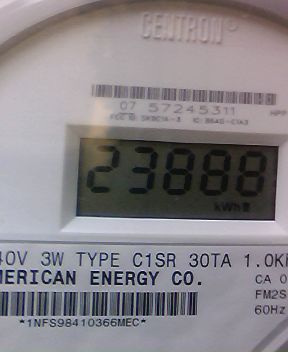 CENTRON®
07 57245311
23888
kWh
40V 3W TYPE C1SR 30TA 1.0K
MERICAN ENERGY CO.
CA 0
FM2S
60Hz
*1NFS98410366MEC*